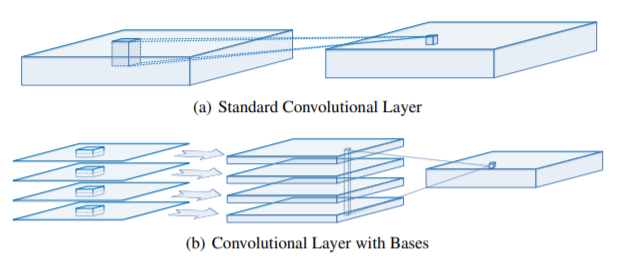 (a) Standard Convolutional Layer
(b) Convolutional Layer with Bases